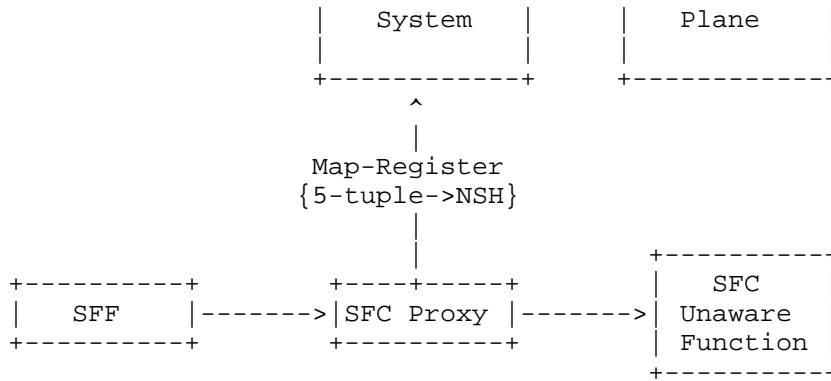 System Plane
^
Map-Register
{5-tuple->NSH}
SFC
SFF ------->|SFC Proxy |-------> Unaware
Function